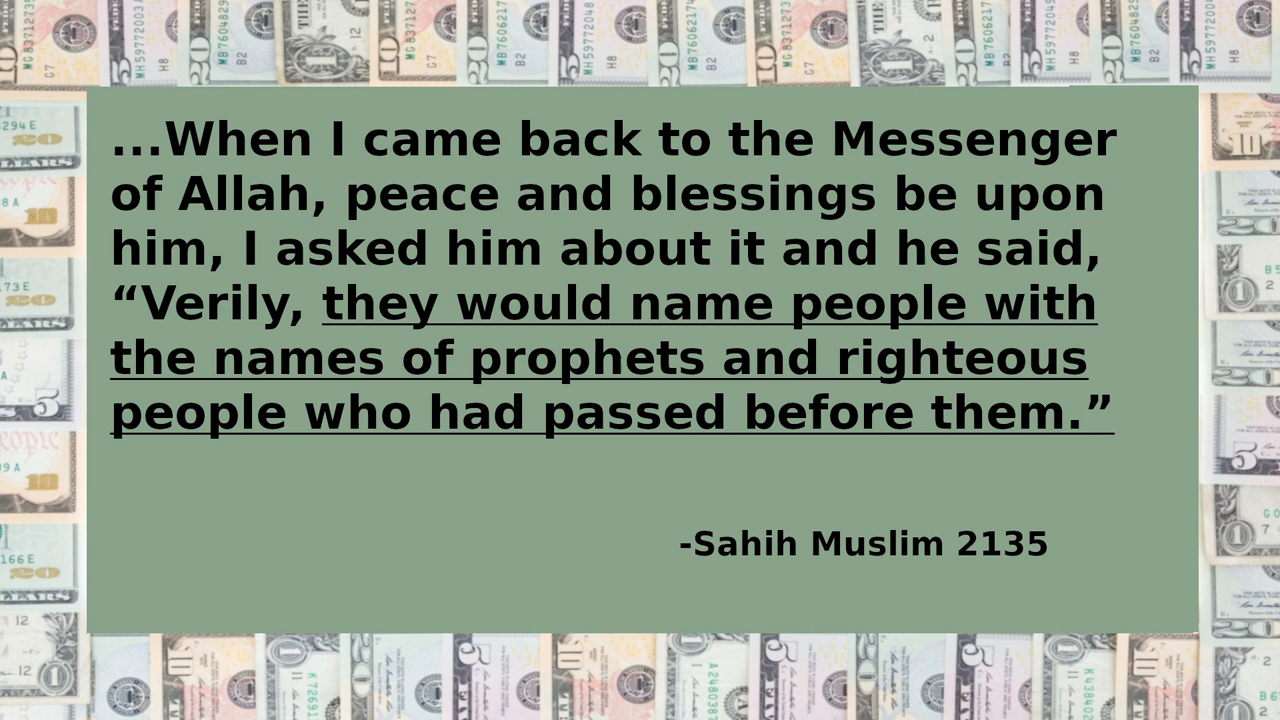 ...When I came back to the Messenger
of Allah, peace and blessings be upon
him, I asked him about it and he said,
“Verily, they would name people with
the names of prophets and righteous
people who had passed before them.”
-Sahih Muslim 2135